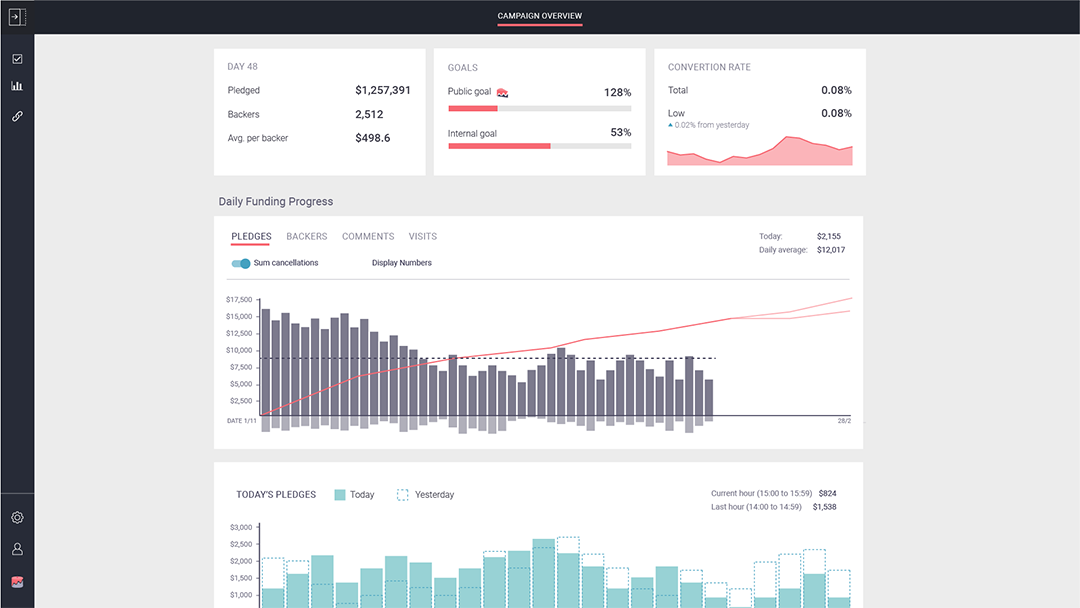 CAMPAIGN OVERVIEW
DAY 48
Pledged $1,257,391
Backers 2,512
Avg. per backer $498.6
GOALS
Public goal 128%
Internal goal 53%
CONVERTION RATE
Total 0.08%
Low 0.08%
0.02% from yesterday
Daily Funding Progress
PLEDGES BACKERS COMMENTS VISITS
Today: $2,155
Daily average: $12,017
Sum cancellations Display Numbers
$17,500
$15,000
$12,500
$10,000
$7,500
$5,000
$2,500
DATE 1/11 28/2
TODAY'S PLEDGES Today Yesterday
Current hour (15:00 to 15:59) $824
Last hour (14:00 to 14:59) $1,538
$3,000
$2,500
$2,000
$1,500
$1,000